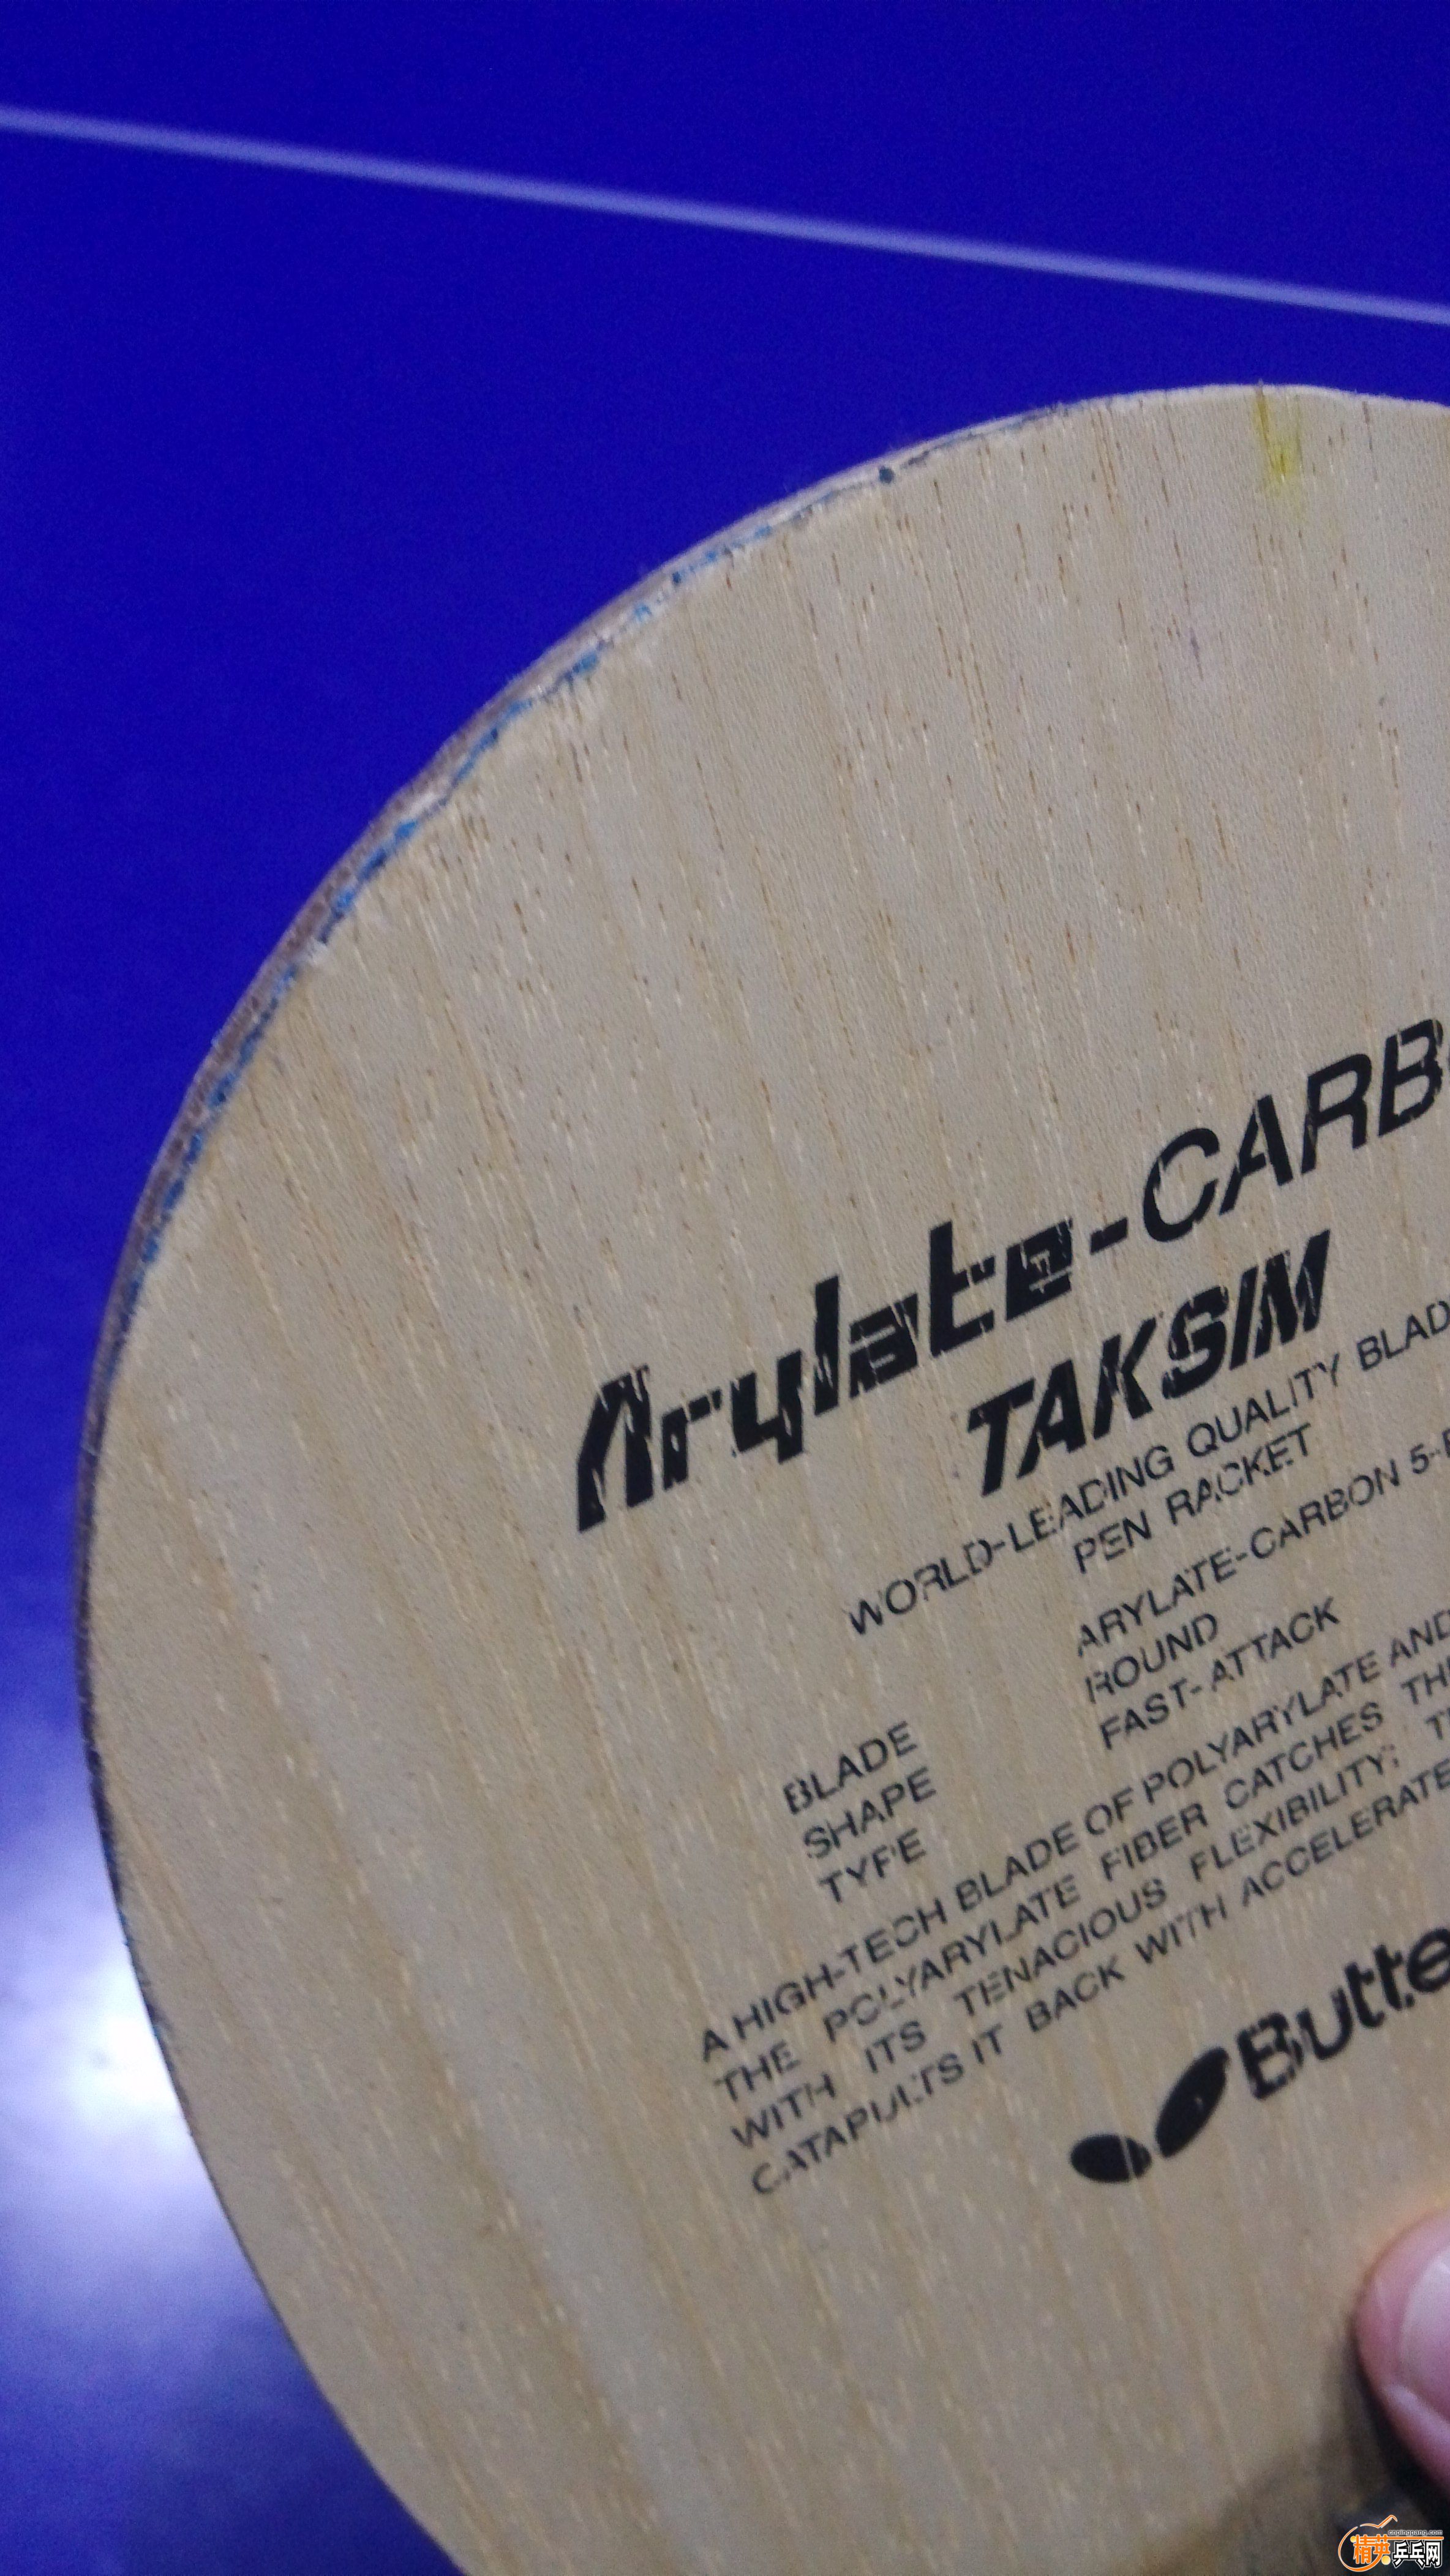 Arylate-CARB
TAKSIM
WORLD-LEADING QUALITY BLAD
PEN RACKET
BLADE ARYLATE-CARBON 5-
SHAPE ROUND
TYPE FAST-ATTACK
A HIGH-TECH BLADE OF POLYARYLATE AND
THE POLYARYLATE FIBER CATCHES TH
WITH ITS TENACIOUS FLEXIBILITY; T
CATAPULTS IT BACK WITH ACCELERATE
Butte
精英乒乓网